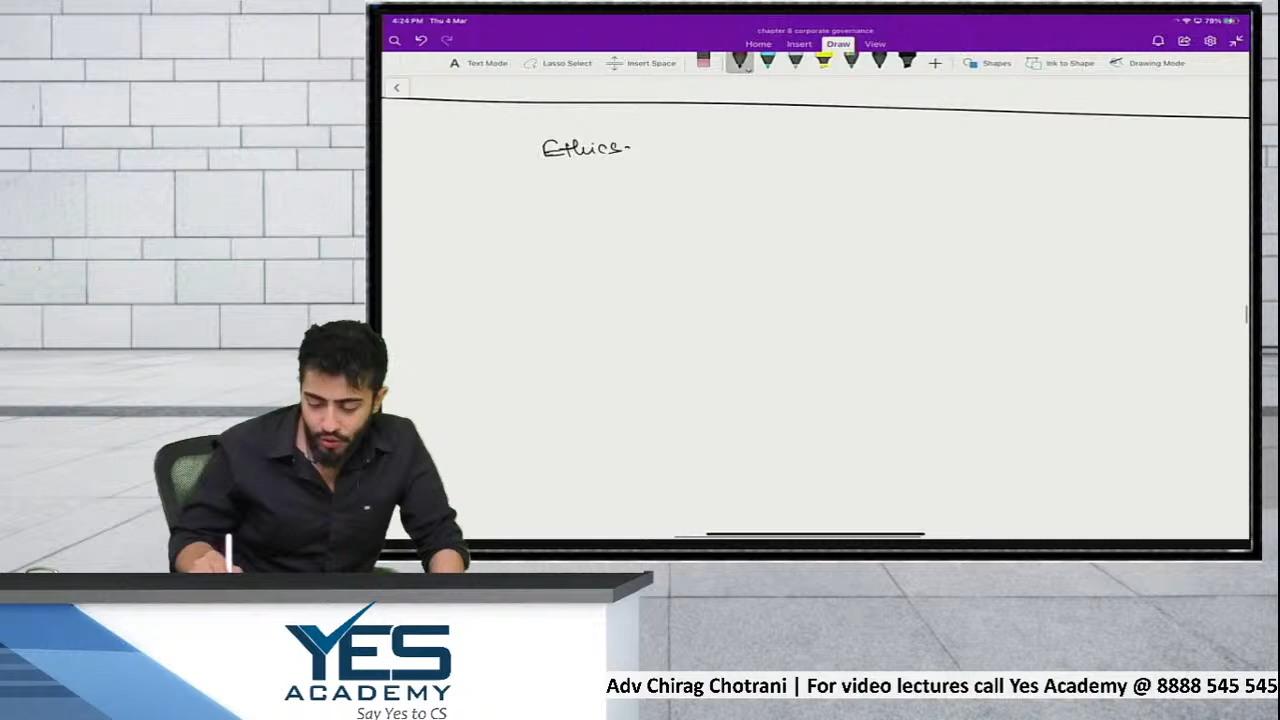 4:24 PM Thu 4 Mar
79%
chapter 8 corporate governance
Home Insert Draw View
Text Mode Lasso Select Insert Space Shapes Ink to Shape Drawing Mode
Ethics-
YES
ACADEMY
Say Yes to CS
Adv Chirag Chotrani | For video lectures call Yes Academy @ 8888 545 545